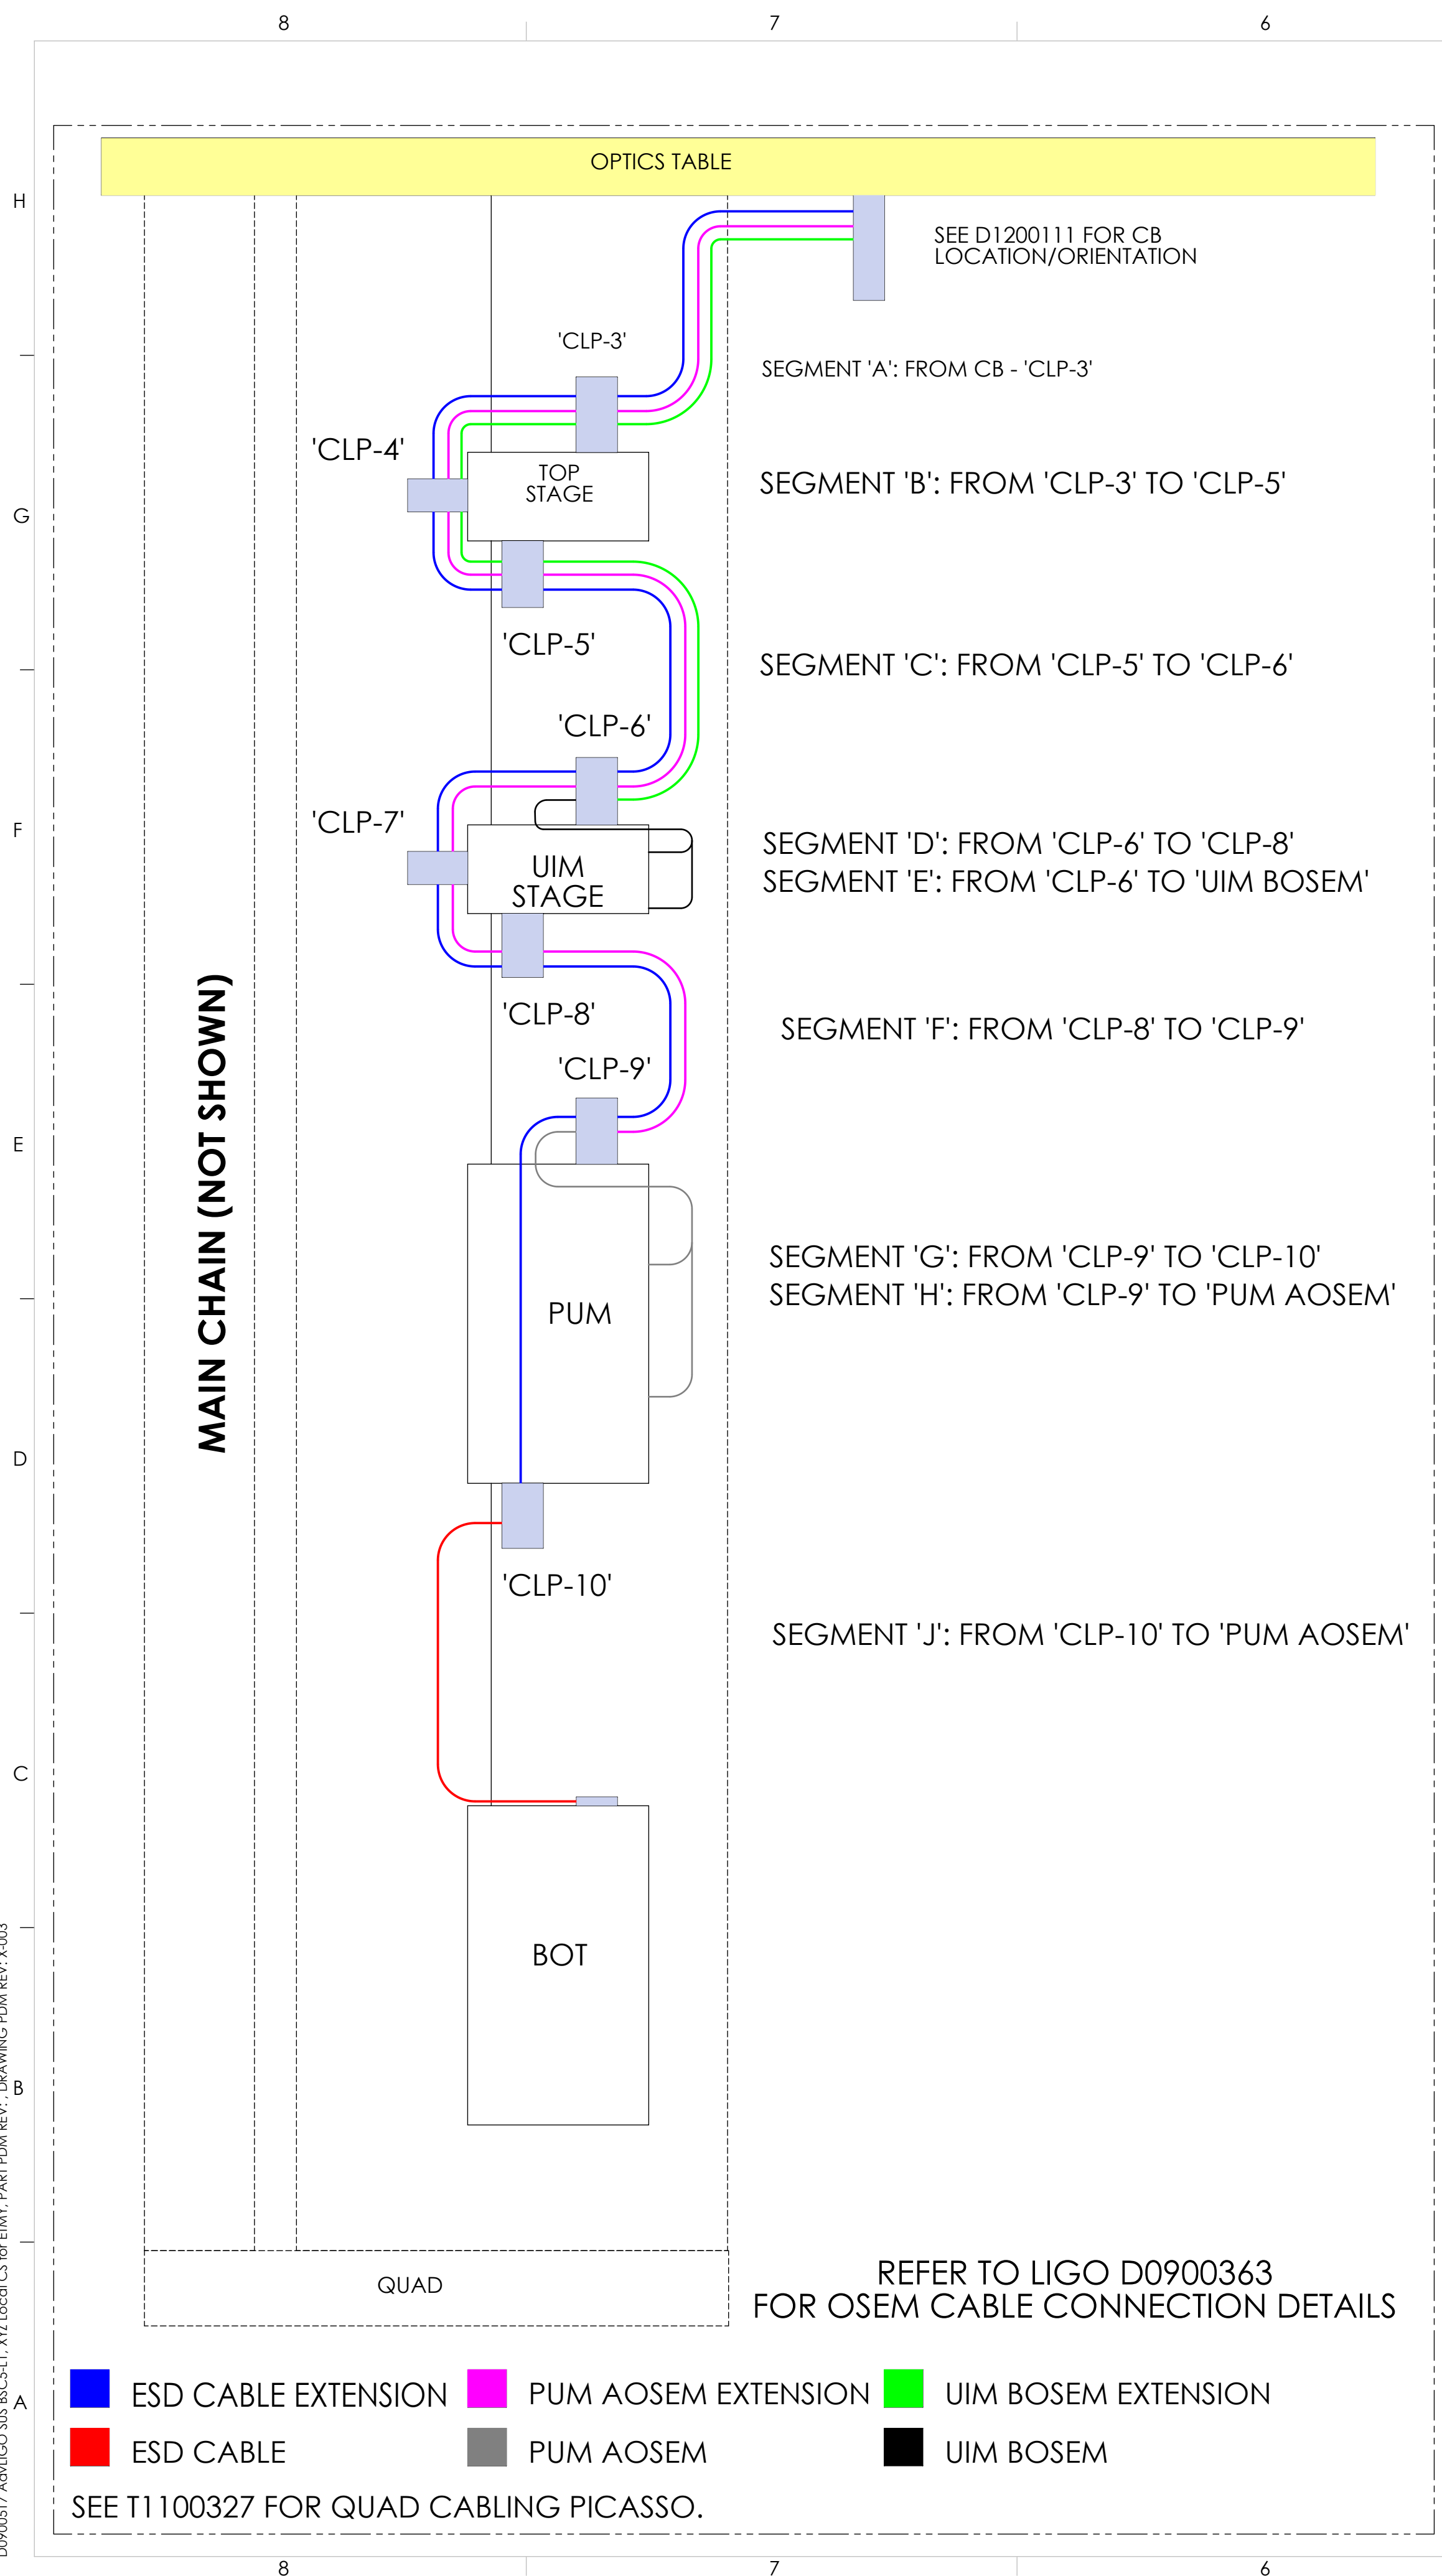 8 7 6
OPTICS TABLE
H
SEE D1200111 FOR CB
LOCATION/ORIENTATION
'CLP-3'
SEGMENT 'A': FROM CB - 'CLP-3'
'CLP-4'
TOP
STAGE
SEGMENT 'B': FROM 'CLP-3' TO 'CLP-5'
G
'CLP-5'
SEGMENT 'C': FROM 'CLP-5' TO 'CLP-6'
'CLP-6'
'CLP-7'
F
SEGMENT 'D': FROM 'CLP-6' TO 'CLP-8'
UIM
STAGE
SEGMENT 'E': FROM 'CLP-6' TO 'UIM BOSEM'
MAIN CHAIN (NOT SHOWN)
'CLP-8'
SEGMENT 'F': FROM 'CLP-8' TO 'CLP-9'
'CLP-9'
E
SEGMENT 'G': FROM 'CLP-9' TO 'CLP-10'
SEGMENT 'H': FROM 'CLP-9' TO 'PUM AOSEM'
PUM
D
'CLP-10'
SEGMENT 'J': FROM 'CLP-10' TO 'PUM AOSEM'
C
BOT
B
QUAD
REFER TO LIGO D0900363
FOR OSEM CABLE CONNECTION DETAILS
A
ESD CABLE EXTENSION PUM AOSEM EXTENSION UIM BOSEM EXTENSION
ESD CABLE PUM AOSEM UIM BOSEM
SEE T1100327 FOR QUAD CABLING PICASSO.
8 7